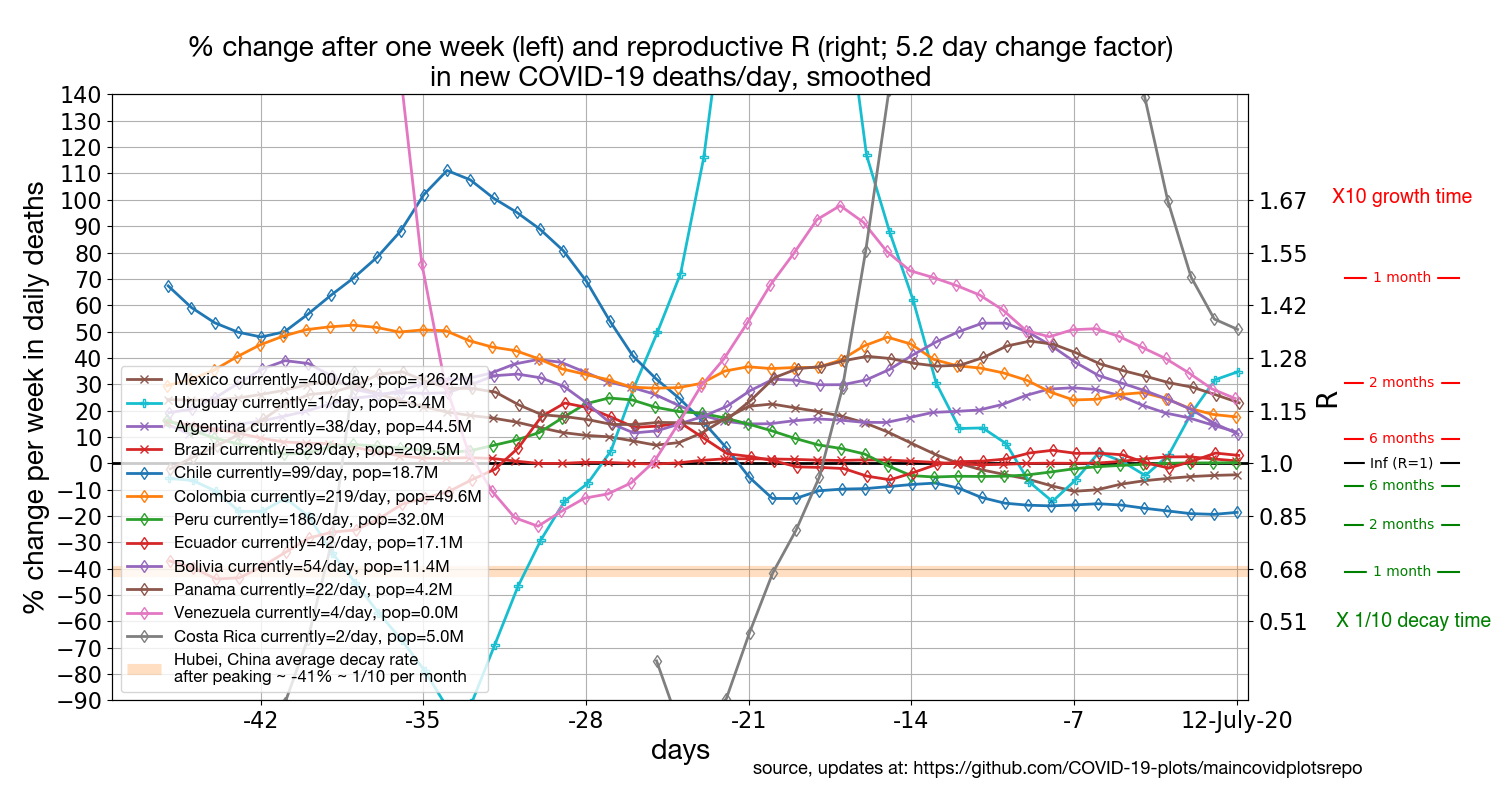 % change after one week (left) and reproductive R (right; 5.2 day change factor)
in new COVID-19 deaths/day, smoothed
% change per week in daily deaths
140
130
120
110
100
90
80
70
60
50
40
30
20
10
0
−10
−20
−30
−40
−50
−60
−70
−80
−90
Mexico currently=400/day, pop=126.2M
Uruguay currently=1/day, pop=3.4M
Argentina currently=38/day, pop=44.5M
Brazil currently=829/day, pop=209.5M
Chile currently=99/day, pop=18.7M
Colombia currently=219/day, pop=49.6M
Peru currently=186/day, pop=32.0M
Ecuador currently=42/day, pop=17.1M
Bolivia currently=54/day, pop=11.4M
Panama currently=22/day, pop=4.2M
Venezuela currently=4/day, pop=0.0M
Costa Rica currently=2/day, pop=5.0M
Hubei, China average decay rate
after peaking ~ -41% ~ 1/10 per month
-42
-35
-28
-21
-14
-7
12-July-20
days
1.67
1.55
1.42
1.28
1.15
1.0
0.85
0.68
0.51
R
X10 growth time
1 month
2 months
6 months
Inf (R=1)
6 months
2 months
1 month
X 1/10 decay time
source, updates at: https://github.com/COVID-19-plots/maincovidplotsrepo